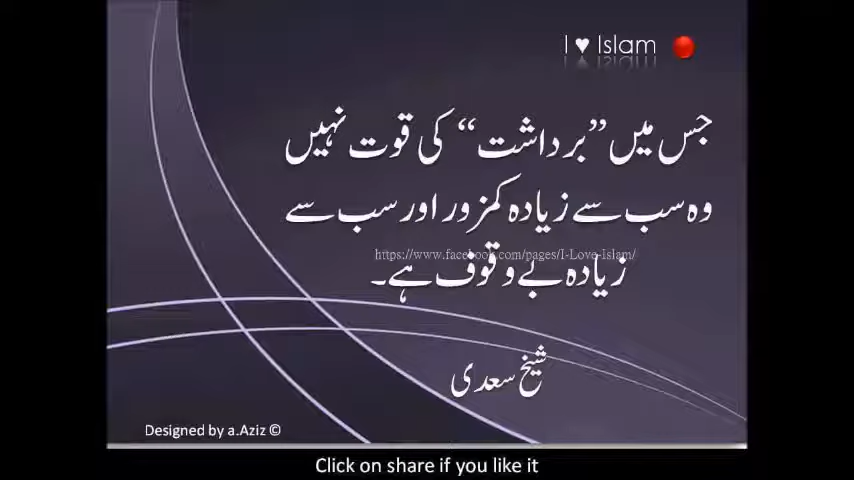 I ♥ Islam
جس میں ”برداشت“ کی قوت نہیں
وہ سب سے زیادہ کمزور اور سب سے
https://www.facebook.com/pages/I-Love-Islam/
زیادہ بے وقوف ہے۔
شیخ سعدی
Designed by a.Aziz ©
Click on share if you like it